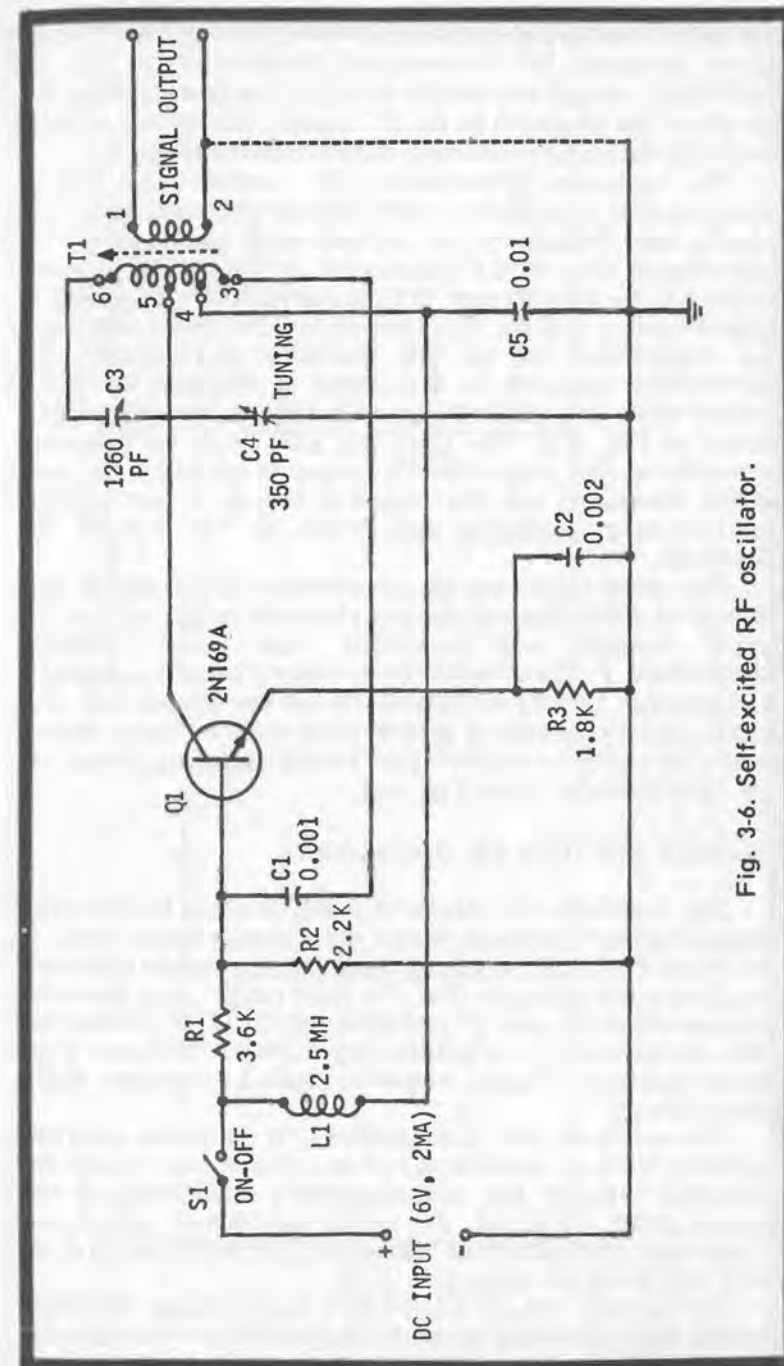 S1
ON-OFF
DC INPUT (6V, 2MA)
+
-
L1
2.5 MH
R1
3.6 K
R2
2.2 K
C1
0.001
Q1
2N169A
R3
1.8K
C2
0.002
1260
PF
C3
C4
350 PF
TUNING
C5
0.01
T1
6
5
4
3
1
2
SIGNAL OUTPUT
Fig. 3-6. Self-excited RF oscillator.